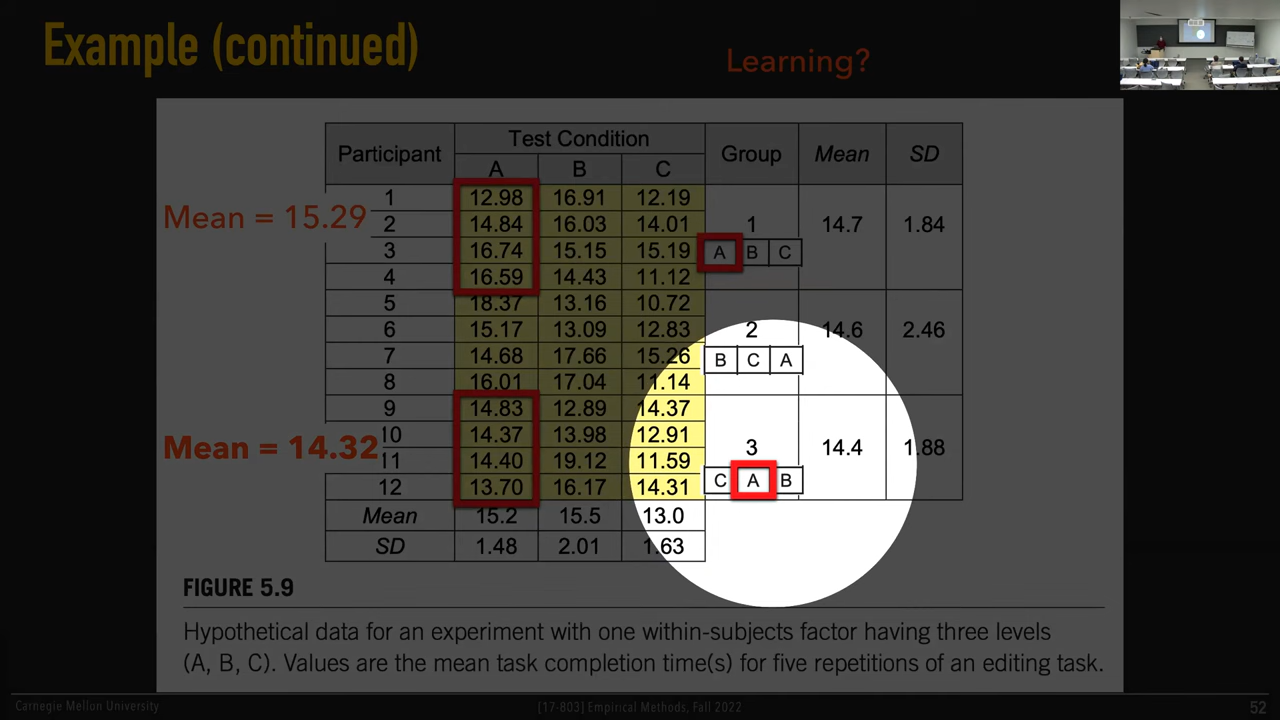 Example (continued)
Learning?
Participant Test Condition Group Mean SD
A B C
1 12.98 16.91 12.19
Mean = 15.29
2 14.84 16.03 14.01 1 14.7 1.84
3 16.74 15.15 15.19 A B C
4 16.59 14.43 11.12
5 18.37 13.16 10.72
6 15.17 13.09 12.83 2 14.6 2.46
7 14.68 17.66 15.26 B C A
8 16.01 17.04 11.14
9 14.83 12.89 14.37
Mean = 14.32
10 14.37 13.98 12.91 3 14.4 1.88
11 14.40 19.12 11.59
12 13.70 16.17 14.31 C A B
Mean 15.2 15.5 13.0
SD 1.48 2.01 1.63
FIGURE 5.9
Hypothetical data for an experiment with one within-subjects factor having three levels
(A, B, C). Values are the mean task completion time(s) for five repetitions of an editing task.
Carnegie Mellon University
[17-803] Empirical Methods, Fall 2022
52